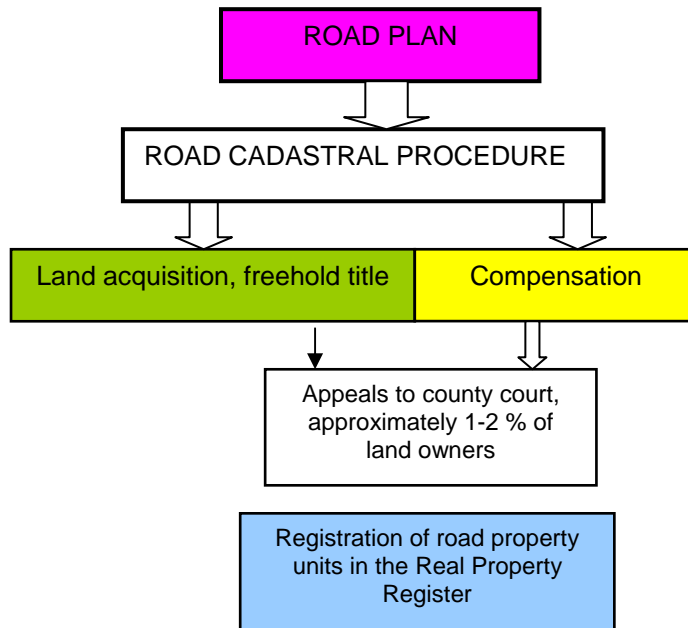 ROAD PLAN
ROAD CADASTRAL PROCEDURE
Land acquisition, freehold title
Compensation
Appeals to county court,
approximately 1-2 % of
land owners
Registration of road property
units in the Real Property
Register